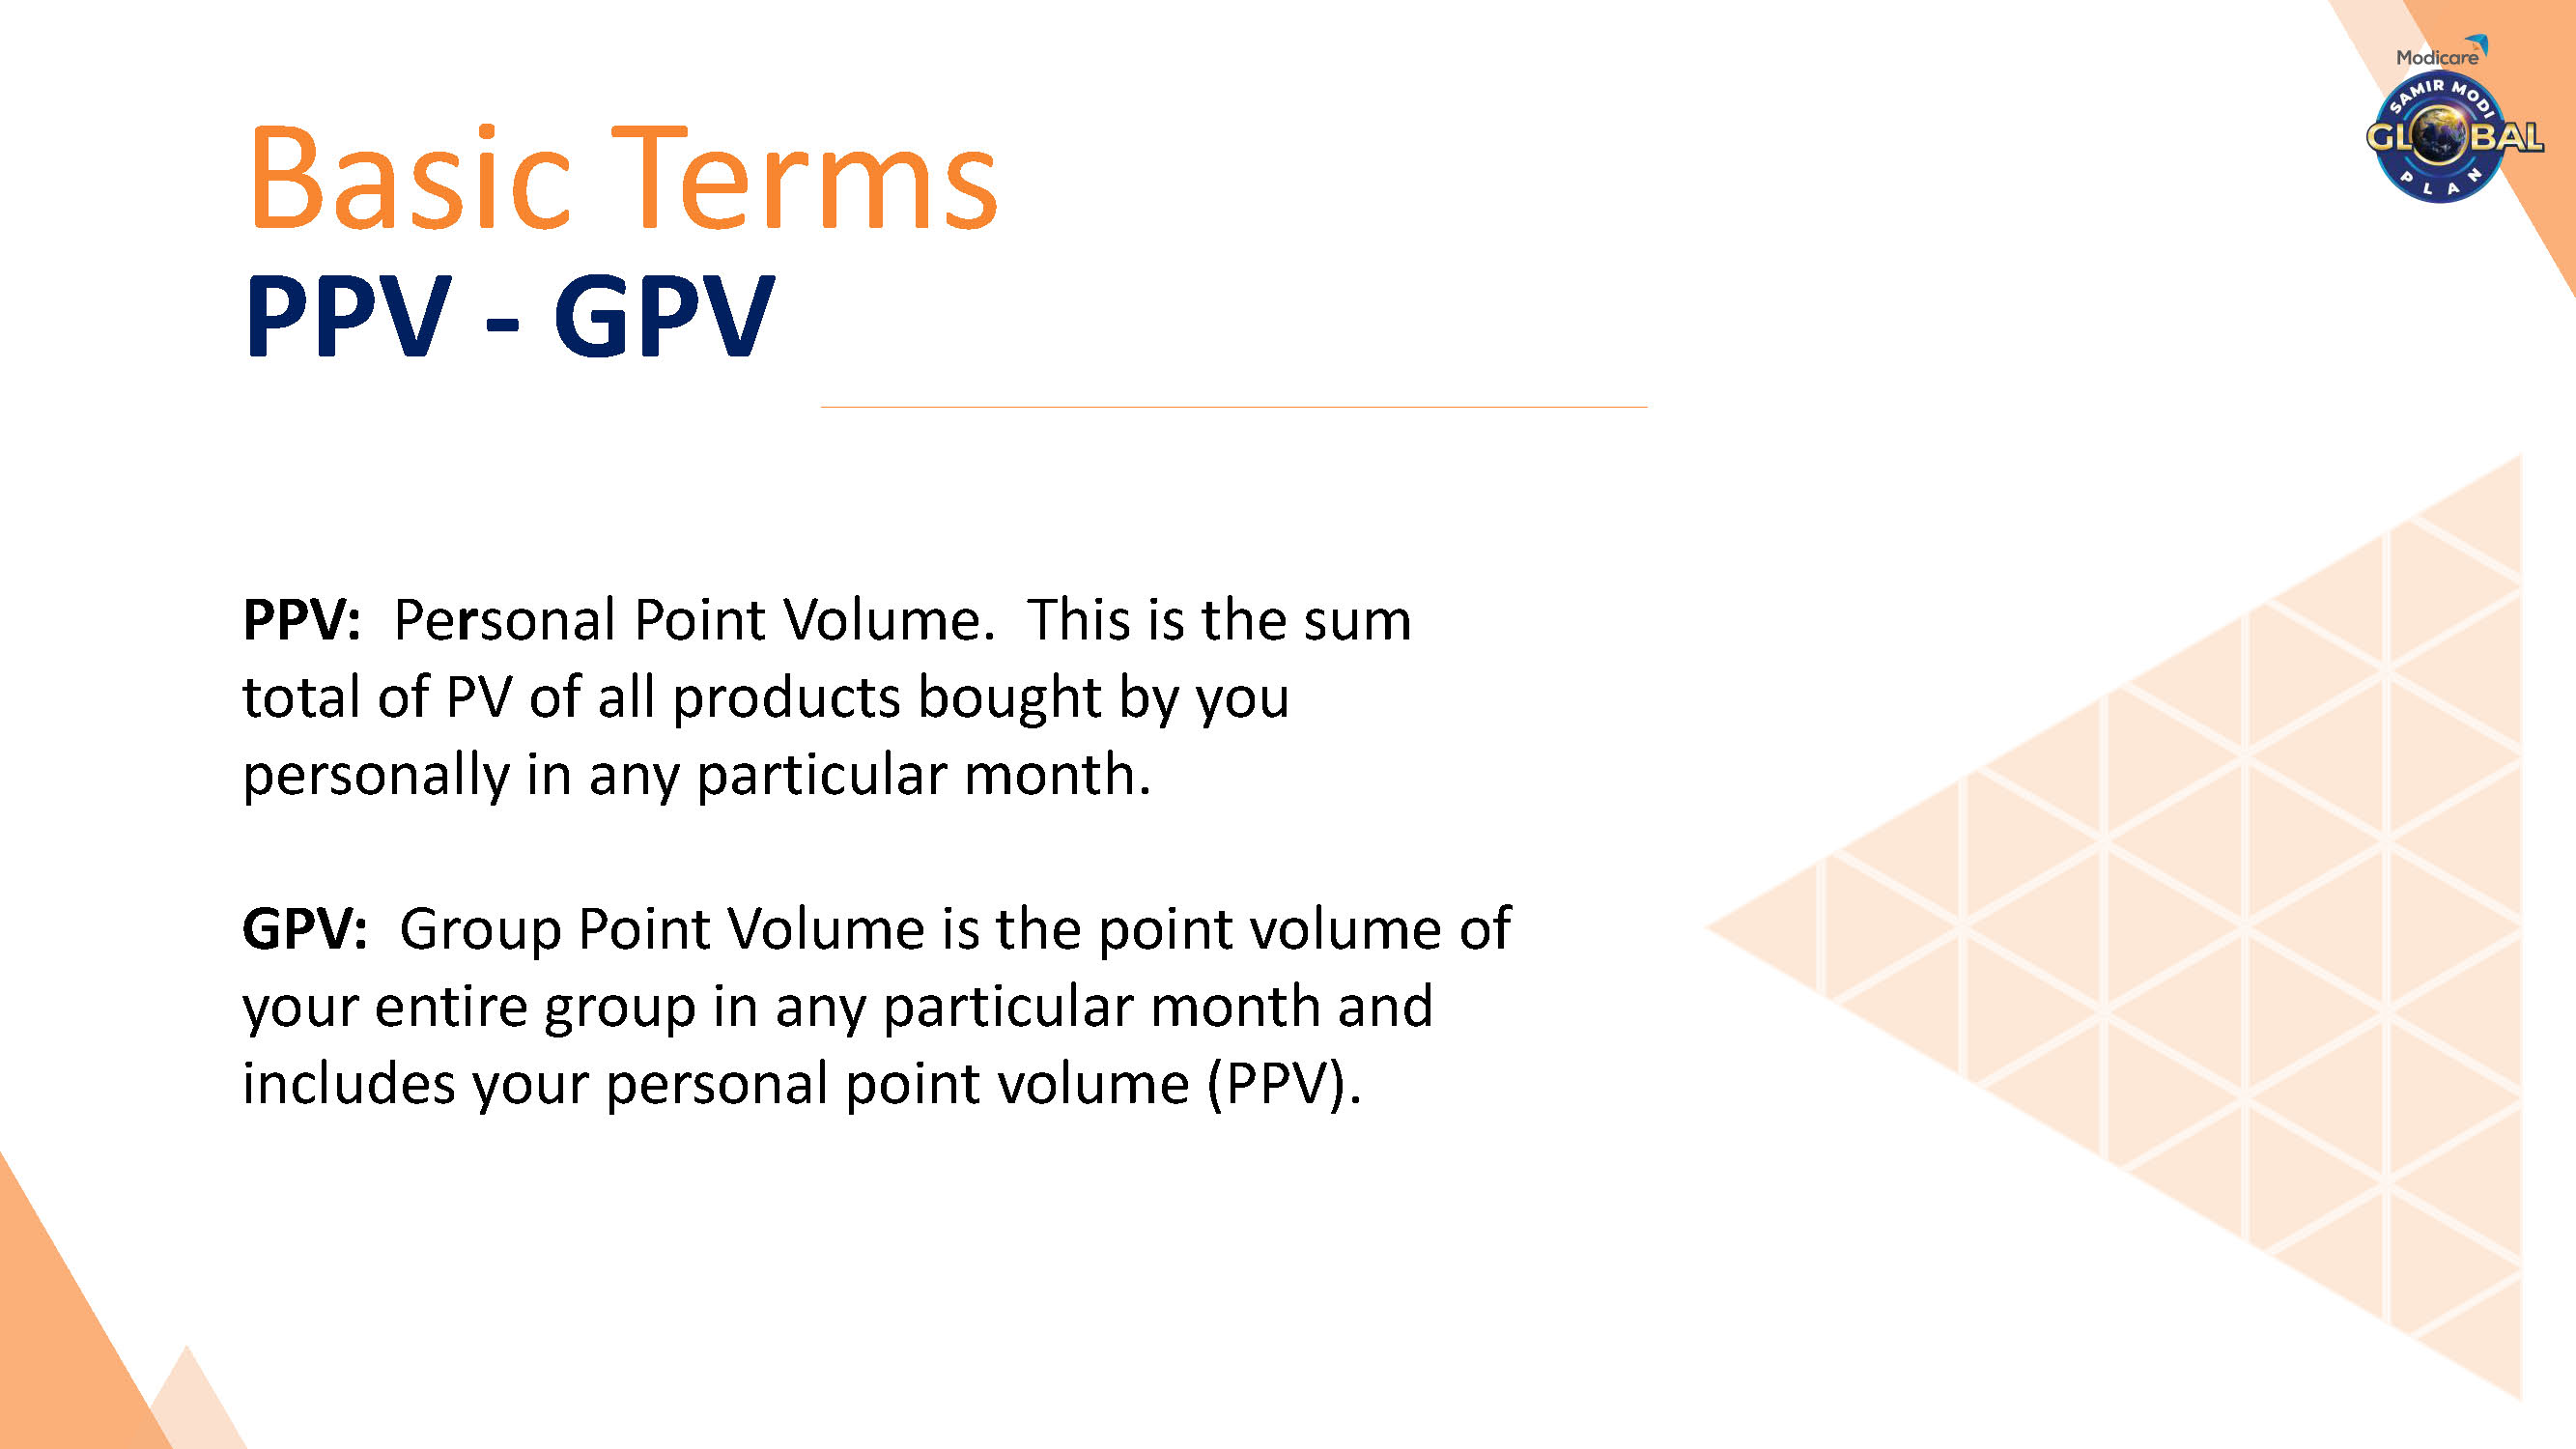 Modicare
SAMIR MODI
GLOBAL
PLAN
Basic Terms
PPV - GPV
PPV: Personal Point Volume. This is the sum
total of PV of all products bought by you
personally in any particular month.
GPV: Group Point Volume is the point volume of
your entire group in any particular month and
includes your personal point volume (PPV).